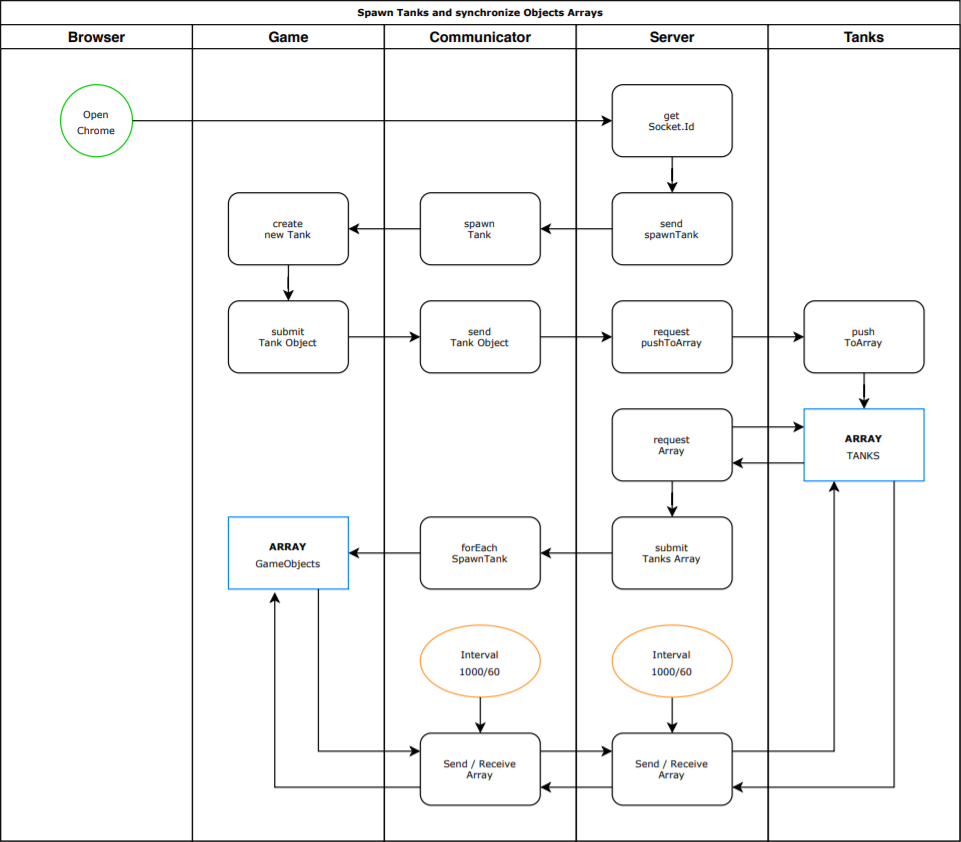 Spawn Tanks and synchronize Objects Arrays
Browser
Game
Communicator
Server
Tanks
Open
Chrome
get
Socket.Id
create
new Tank
spawn
Tank
send
spawnTank
submit
Tank Object
send
Tank Object
request
pushToArray
push
ToArray
request
Array
ARRAY
TANKS
ARRAY
GameObjects
forEach
SpawnTank
submit
Tanks Array
Interval
1000/60
Interval
1000/60
Send / Receive
Array
Send / Receive
Array